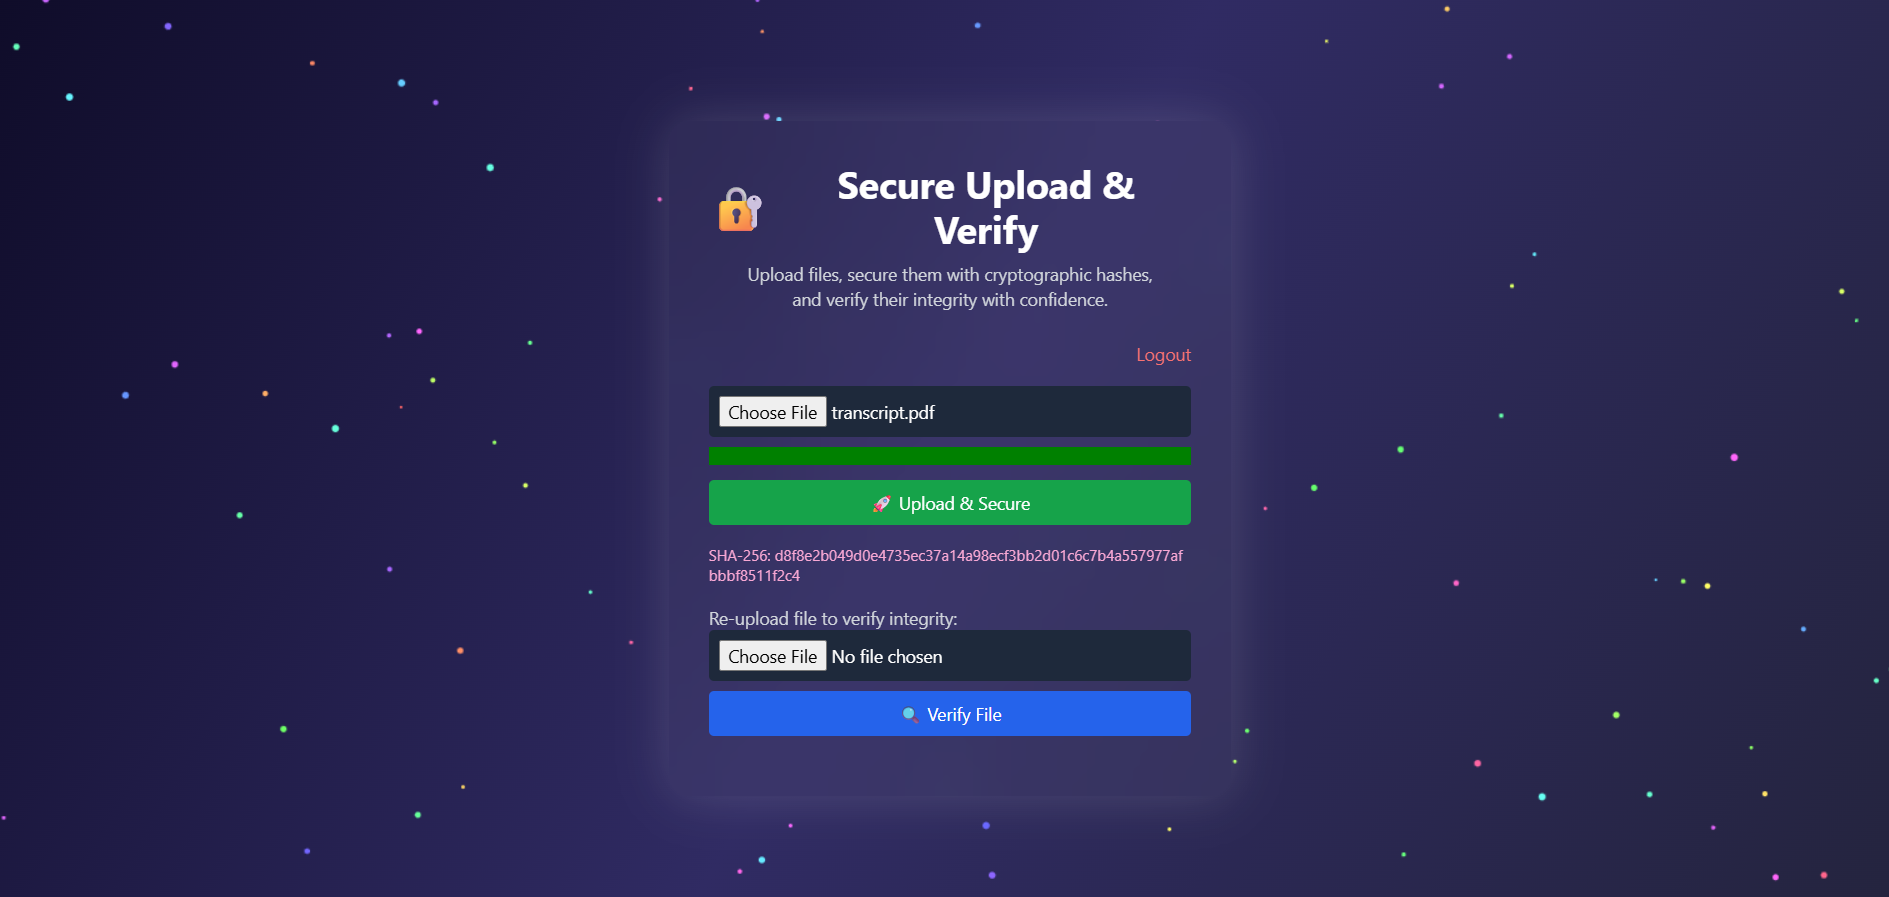 Secure Upload &
Verify
Upload files, secure them with cryptographic hashes,
and verify their integrity with confidence.
Logout
Choose File transcript.pdf
🚀 Upload & Secure
SHA-256: d8f8e2b049d0e4735ec37a14a98ecf3bb2d01c6c7b4a557977af
bbbf8511f2c4
Re-upload file to verify integrity:
Choose File No file chosen
🔍 Verify File